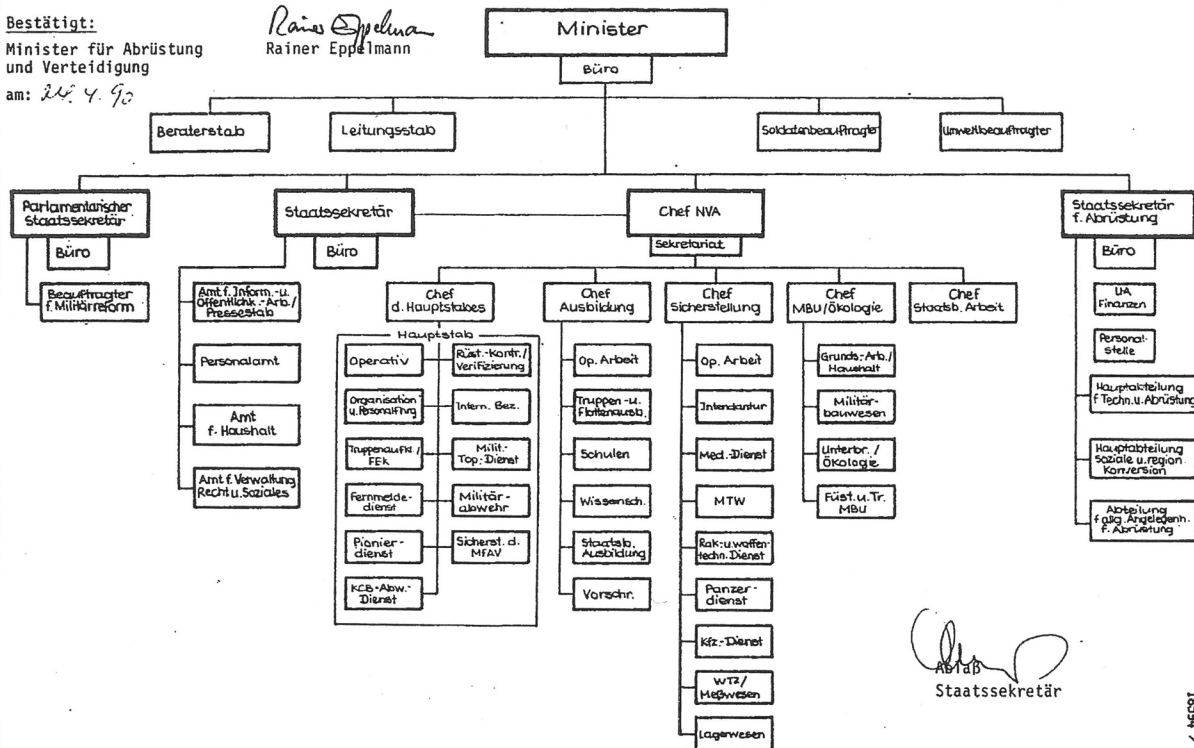 Bestätigt:
Minister für Abrüstung
und Verteidigung
am: 24. 4. 90
Rainer Eppelmann
Rainer Eppelmann
Minister
Büro
Beraterstab
Leitungsstab
Soldatenbeauftragter
Umweltbeauftragter
Parlamentarischer
Staatssekretär
Büro
Beauftragter
f. Militärreform
Staatssekretär
Büro
Amt f. Inform.-u.
Öffentlichk.-Arb./
Pressestab
Personalamt
Amt
f. Haushalt
Amt f. Verwaltung
Recht u. Soziales
Chef NVA
Sekretariat
Chef
d. Hauptstabes
Hauptstab
Operativ
Organisation
u. Personalfhrg
Truppenaufkl./
FEK
Fernmelde-
dienst
Pionier-
dienst
KCB-Abw.-
Dienst
Rüst.-Kontr./
Verifizierung
Intern. Bez.
Milit.-
Top.-Dienst
Militär-
abwehr
Sicherst. d.
MFAV
Chef
Ausbildung
Op. Arbeit
Truppen-u.
Flottenausb.
Schulen
Wissensch.
Staatsb.
Ausbildung
Vorschr.
Chef
Sicherstellung
Op. Arbeit
Intendantur
Med.-Dienst
MTW
Rak.-u. waffen-
techn. Dienst
Panzer-
dienst
Kfz.-Dienst
WTZ/
Meßwesen
Lagerwesen
Chef
MBU/Ökologie
Grunds.-Arb./
Haushalt
Militär-
bauwesen
Unterbr./
Ökologie
Füst. u. Tr.
MBU
Chef
Staatsb. Arbeit
Staatssekretär
f. Abrüstung
Büro
UA
Finanzen
Personal-
stelle
Hauptabteilung
f Techn. u. Abrüstung
Hauptabteilung
Soziale u. region.
Konversion
Abteilung
f allg. Angelegenh.
f. Abrüstung
Ablaß
Staatssekretär